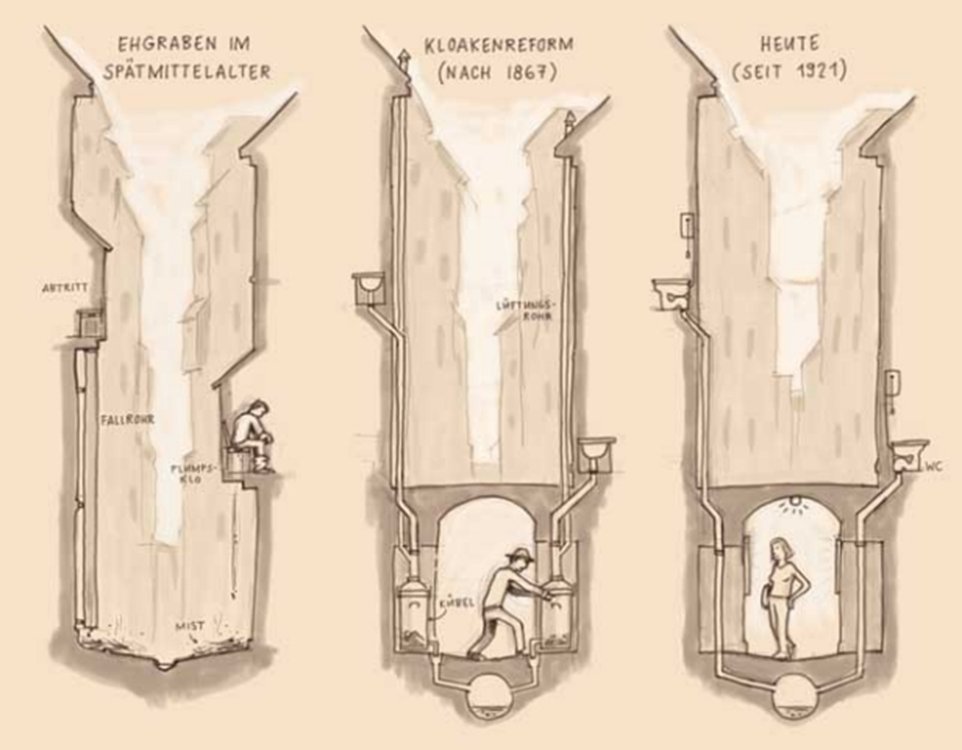 EHGRABEN IM
SPÄTMITTELALTER
ABTRITT
FALLROHR
PLUMPS-
KLO
MIST
KLOAKENREFORM
(NACH 1867)
LÜFTUNGS-
ROHR
KÜBEL
HEUTE
(SEIT 1921)
WC